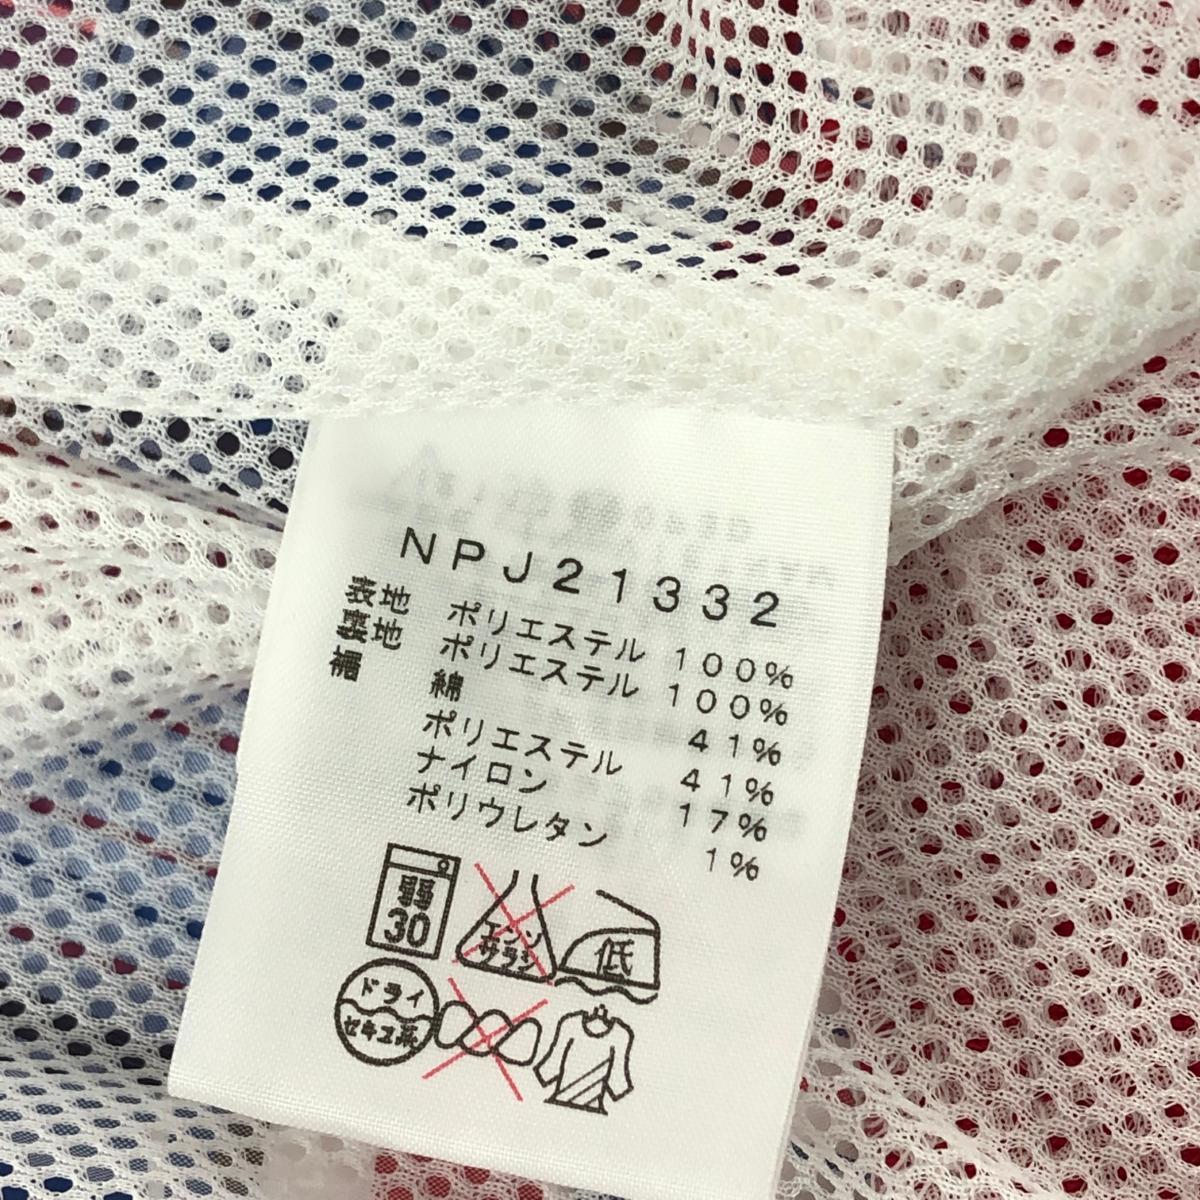 NPJ21332
表地 ポリエステル 100%
裏地 ポリエステル 100%
綿 41%
ポリエステル 41%
ナイロン 17%
ポリウレタン 1%
弱
30
エンソ
サラシ
低
ドライ
セキユ系